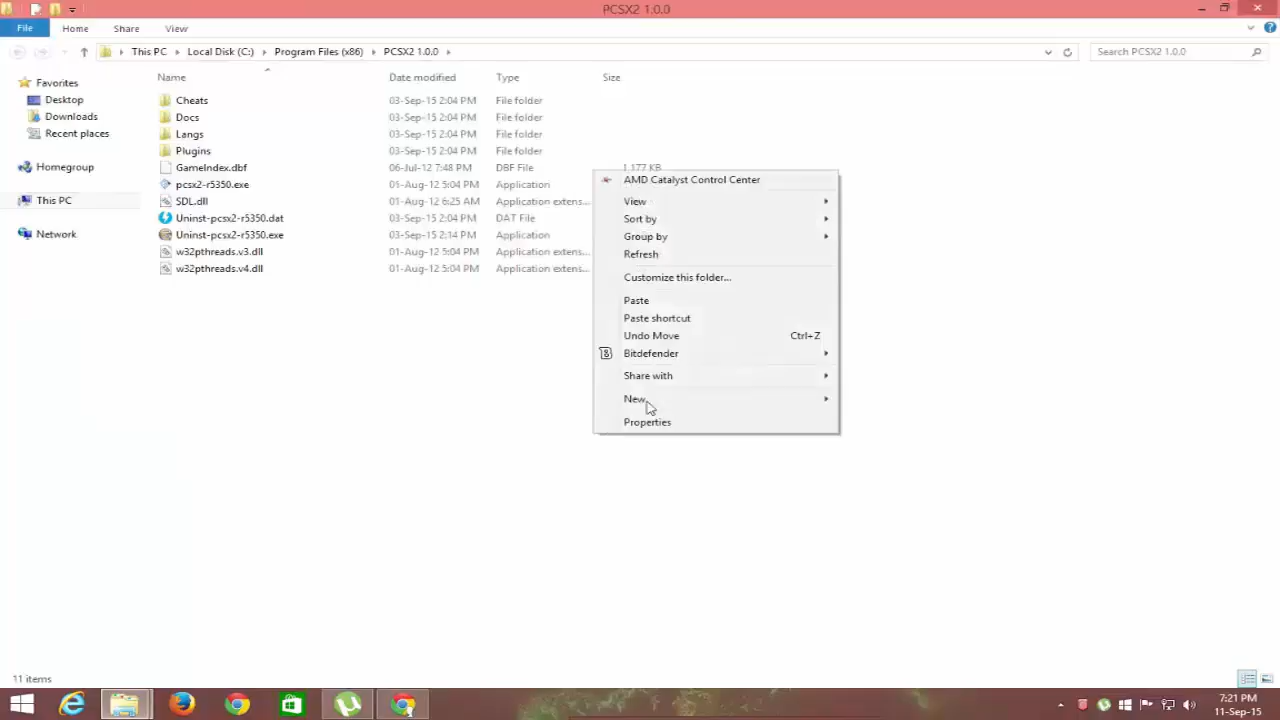 PCSX2 1.0.0
File Home Share View
This PC Local Disk (C:) Program Files (x86) PCSX2 1.0.0 Search PCSX2 1.0.0
Name Date modified Type Size
Favorites
Desktop
Downloads
Recent places
Homegroup
This PC
Network
Cheats 03-Sep-15 2:04 PM File folder
Docs 03-Sep-15 2:04 PM File folder
Langs 03-Sep-15 2:04 PM File folder
Plugins 03-Sep-15 2:04 PM File folder
GameIndex.dbf 06-Jul-12 7:48 PM DBF File 1,177 KB
pcsx2-r5350.exe 01-Aug-12 5:04 PM Application
SDL.dll 01-Aug-12 6:25 AM Application extens...
Uninst-pcsx2-r5350.dat 03-Sep-15 2:04 PM DAT File
Uninst-pcsx2-r5350.exe 03-Sep-15 2:14 PM Application
w32pthreads.v3.dll 01-Aug-12 5:04 PM Application extens...
w32pthreads.v4.dll 01-Aug-12 5:04 PM Application extens...
AMD Catalyst Control Center
View
Sort by
Group by
Refresh
Customize this folder...
Paste
Paste shortcut
Undo Move Ctrl+Z
Bitdefender
Share with
New
Properties
11 items
7:21 PM
11-Sep-15